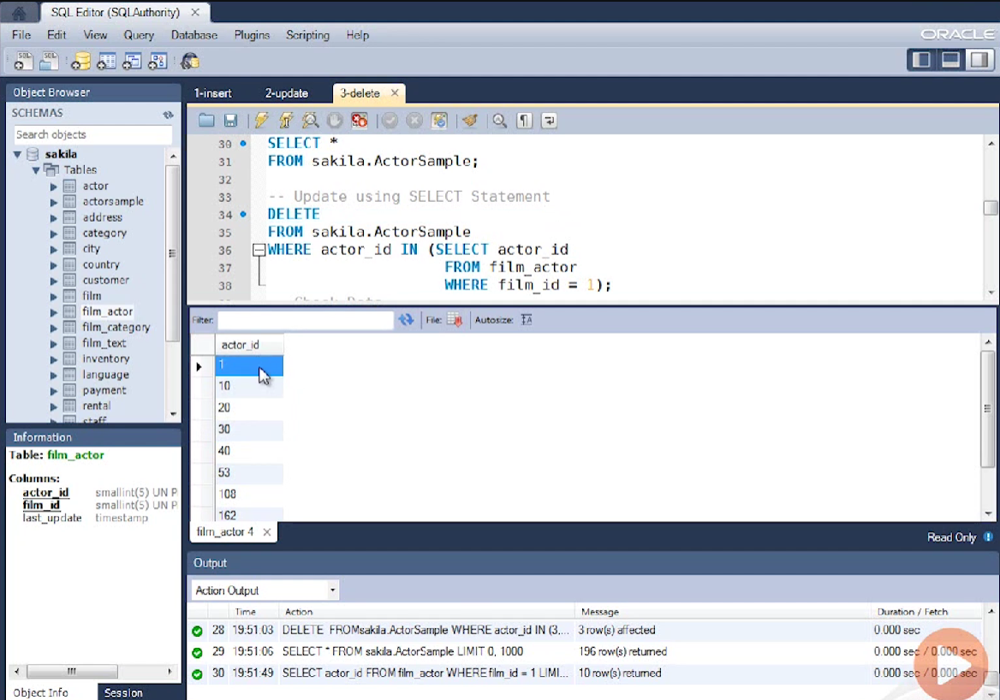 SQL Editor (SQLAuthority)
File Edit View Query Database Plugins Scripting Help
ORACLE
SQL SQL
Object Browser
1-insert 2-update 3-delete
SCHEMAS
Search objects
sakila
Tables
actor
actorsample
address
category
city
country
customer
film
film_actor
film_category
film_text
inventory
language
payment
rental
staff
30 SELECT *
31 FROM sakila.ActorSample;
32
33 -- Update using SELECT Statement
34 DELETE
35 FROM sakila.ActorSample
36 WHERE actor_id IN (SELECT actor_id
37 FROM film_actor
38 WHERE film_id = 1);
-- Check Data
Filter: File: Autosize:
actor_id
1
10
20
30
40
53
108
162
film_actor 4
Read Only
Information
Table: film_actor
Columns:
actor_id smallint(5) UN P
film_id smallint(5) UN P
last_update timestamp
Object Info Session
Output
Action Output
Time Action Message Duration / Fetch
28 19:51:03 DELETE FROMsakila.ActorSample WHERE actor_id IN (3,... 3 row(s) affected 0.000 sec
29 19:51:06 SELECT * FROM sakila.ActorSample LIMIT 0, 1000 196 row(s) returned 0.000 sec / 0.000 sec
30 19:51:49 SELECT actor_id FROM film_actor WHERE film_id = 1 LIMI... 10 row(s) returned 0.000 sec / 0.000 sec